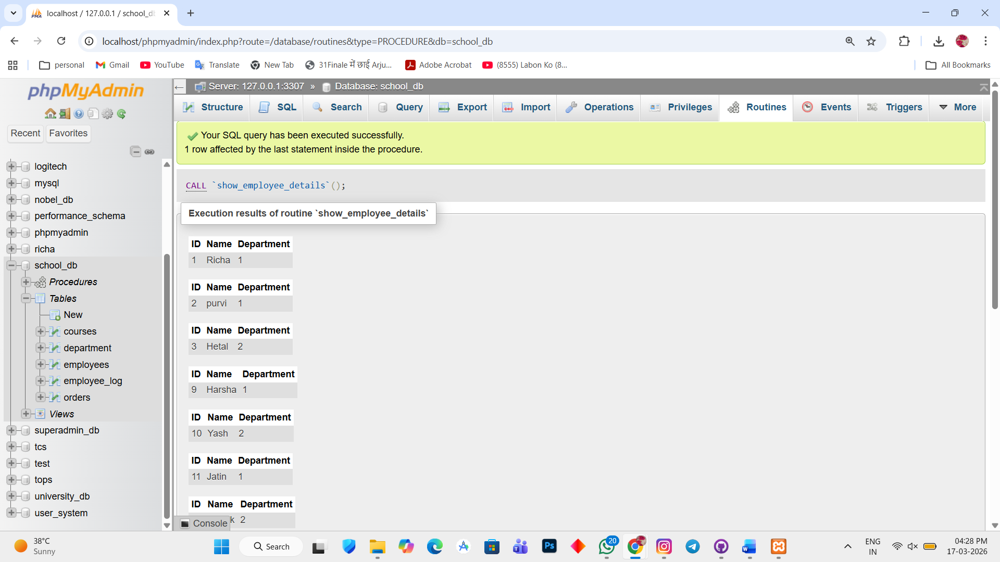 localhost / 127.0.0.1 / school_db
localhost/phpmyadmin/index.php?route=/database/routines&type=PROCEDURE&db=school_db
personal
Gmail
YouTube
Translate
New Tab
31Finale में छाई Arju...
Adobe Acrobat
(8555) Labon Ko (8...
All Bookmarks
phpMyAdmin
Recent
Favorites
logitech
mysql
nobel_db
performance_schema
phpmyadmin
richa
school_db
Procedures
Tables
New
courses
department
employees
employee_log
orders
Views
superadmin_db
tcs
test
tops
university_db
user_system
Server: 127.0.0.1:3307 » Database: school_db
Structure
SQL
Search
Query
Export
Import
Operations
Privileges
Routines
Events
Triggers
More
Your SQL query has been executed successfully.
1 row affected by the last statement inside the procedure.
CALL `show_employee_details`();
Execution results of routine `show_employee_details`
ID Name Department
1 Richa 1
ID Name Department
2 purvi 1
ID Name Department
3 Hetal 2
ID Name Department
9 Harsha 1
ID Name Department
10 Yash 2
ID Name Department
11 Jatin 1
ID Name Department
k 2
Console
38°C
Sunny
Search
Ps
20
ENG
IN
04:28 PM
17-03-2026